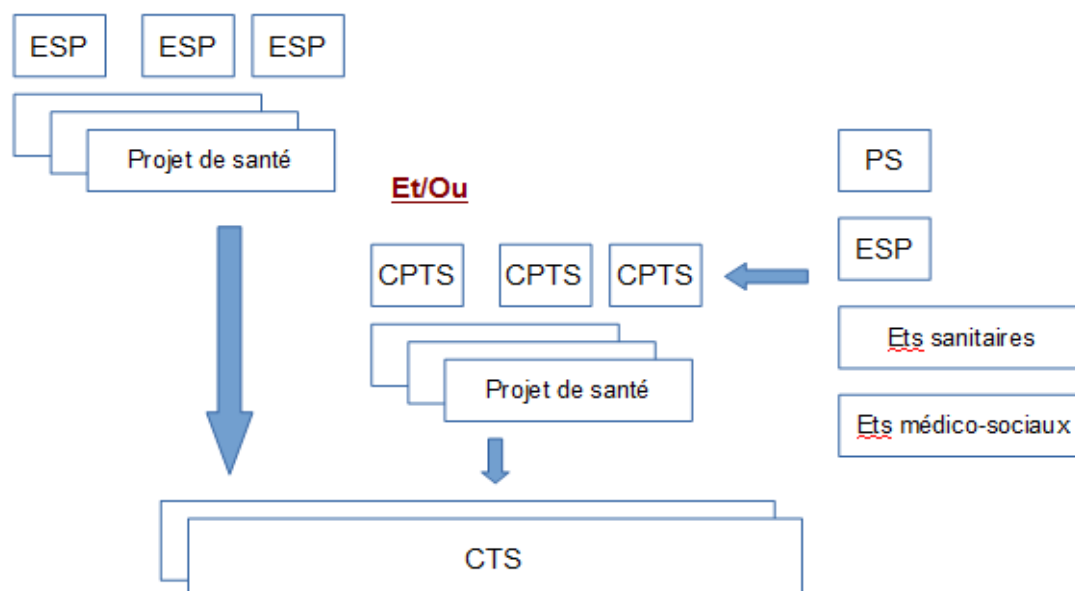 ESP ESP ESP
Projet de santé
Et/Ou
CPTS CPTS CPTS
Projet de santé
PS
ESP
Ets sanitaires
Ets médico-sociaux
CTS